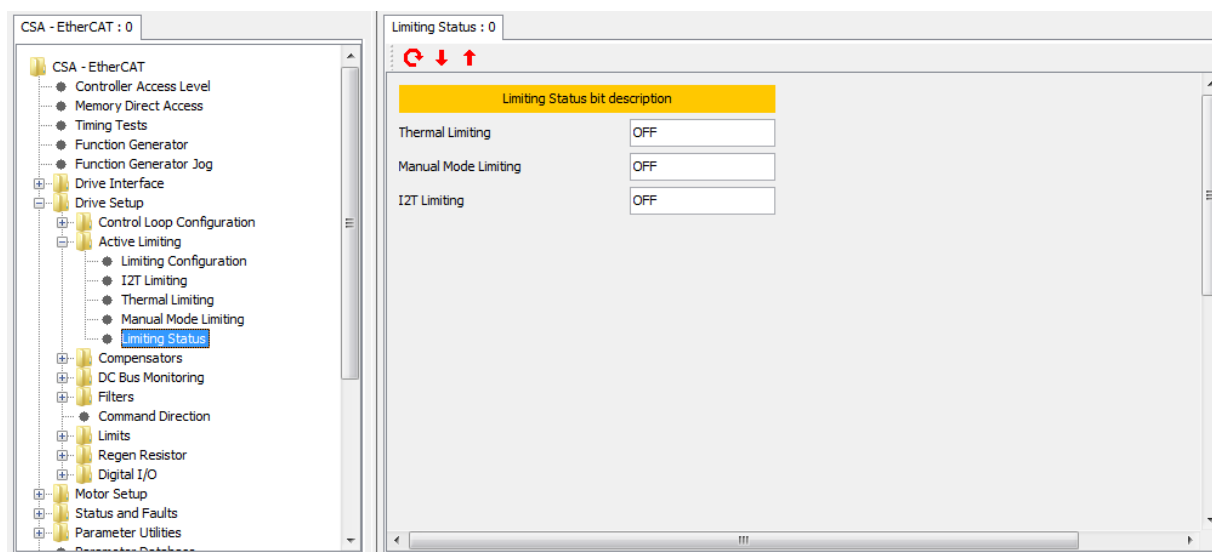 CSA - EtherCAT : 0
CSA - EtherCAT
Controller Access Level
Memory Direct Access
Timing Tests
Function Generator
Function Generator Jog
Drive Interface
Drive Setup
Control Loop Configuration
Active Limiting
Limiting Configuration
I2T Limiting
Thermal Limiting
Manual Mode Limiting
Limiting Status
Compensators
DC Bus Monitoring
Filters
Command Direction
Limits
Regen Resistor
Digital I/O
Motor Setup
Status and Faults
Parameter Utilities
Parameter Database
Limiting Status : 0
Limiting Status bit description
Thermal Limiting OFF
Manual Mode Limiting OFF
I2T Limiting OFF